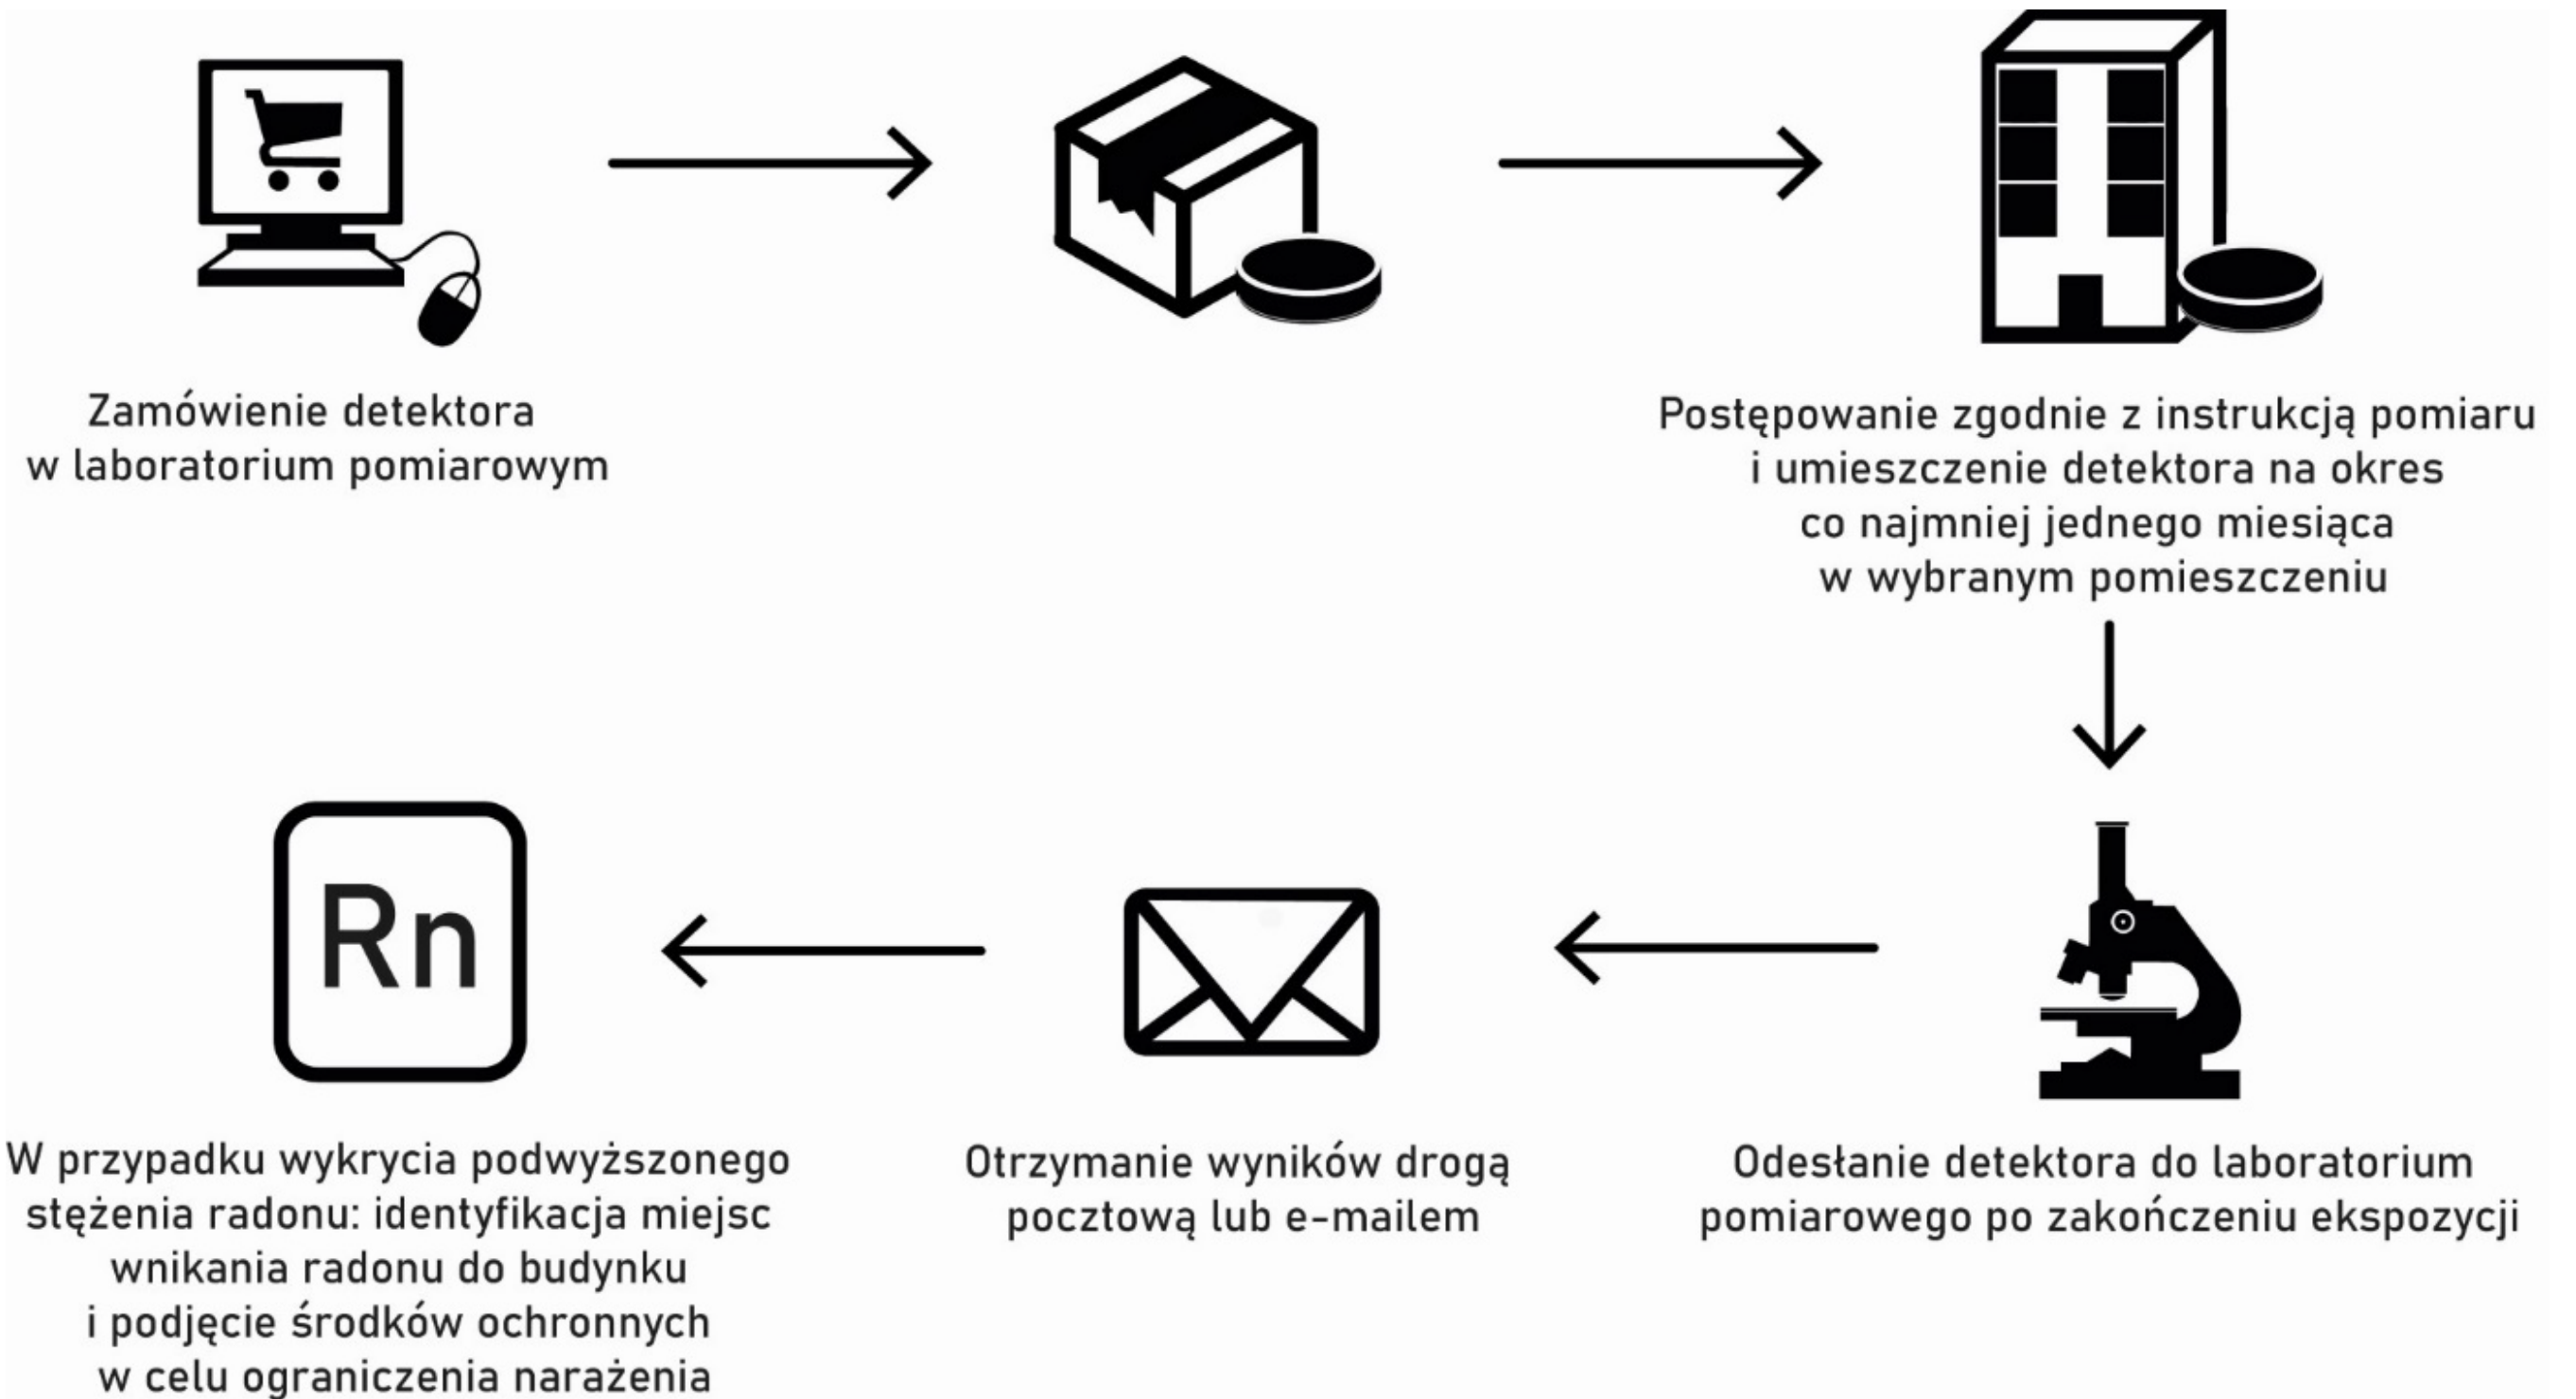 Zamówienie detektora
w laboratorium pomiarowym
Postępowanie zgodnie z instrukcją pomiaru
i umieszczenie detektora na okres
co najmniej jednego miesiąca
w wybranym pomieszczeniu
Odesłanie detektora do laboratorium
pomiarowego po zakończeniu ekspozycji
Otrzymanie wyników drogą
pocztową lub e-mailem
Rn
W przypadku wykrycia podwyższonego
stężenia radonu: identyfikacja miejsc
wnikania radonu do budynku
i podjęcie środków ochronnych
w celu ograniczenia narażenia